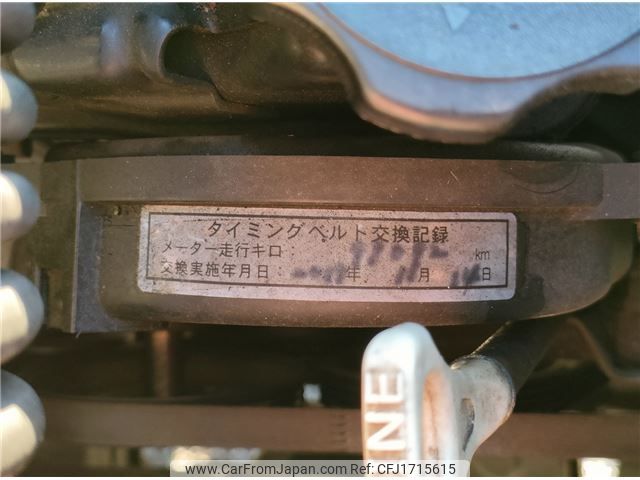 タイミングベルト交換記録
メーター走行キロ： km
交換実施年月日： 年 月 日
ENGINE
www.CarFromJapan.com - CFJ1715615